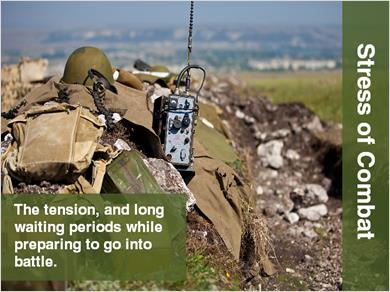 Stress of Combat
The tension, and long
waiting periods while
preparing to go into
battle.